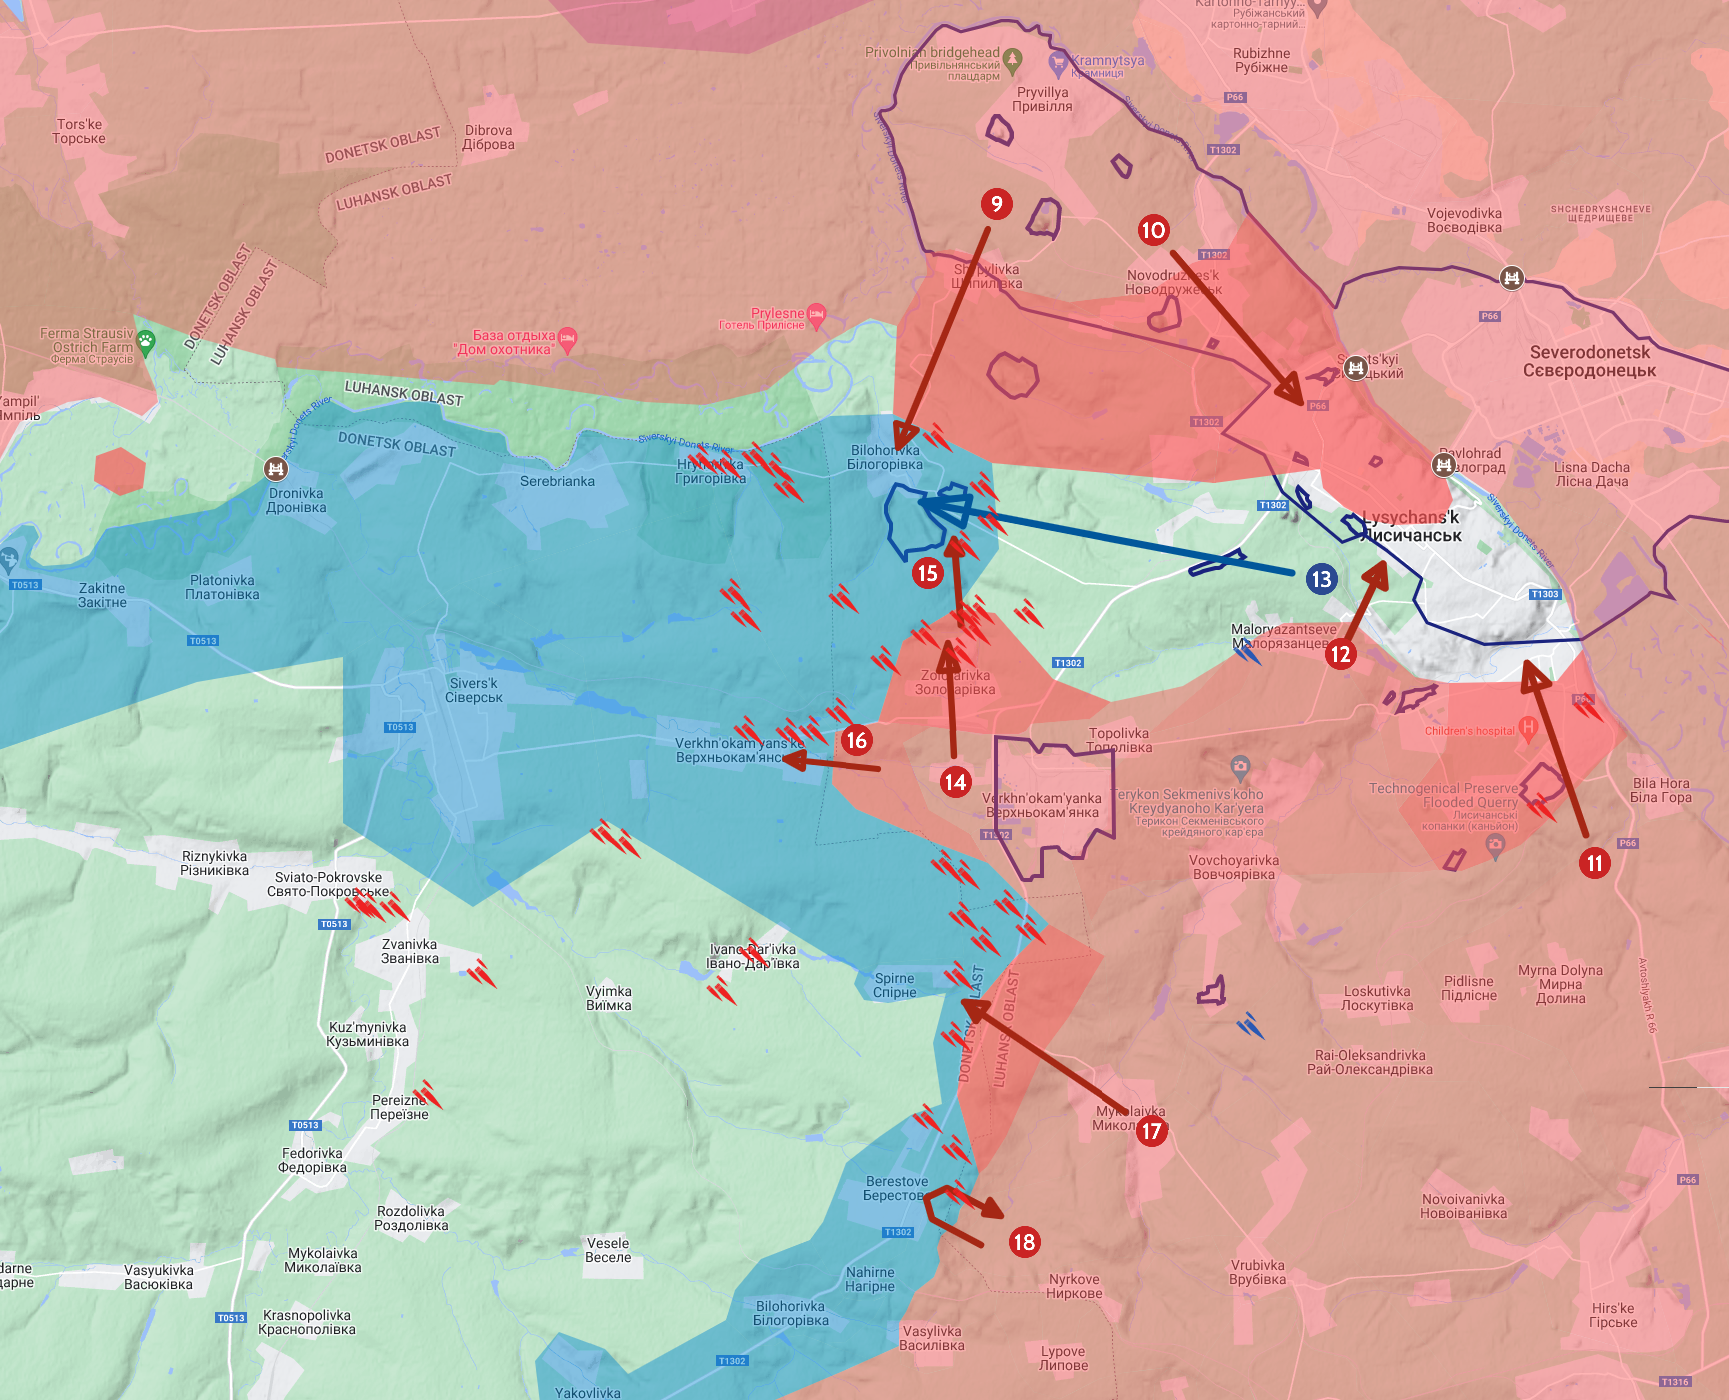 Kartonno-Tarnyy...
Рубіжанський
картонно-тарний...
Rubizhne
Рубіжне
Privolnian bridgehead
Привільнянський
плацдарм
Kramnytsya
Крамниця
Pryvillya
Привілля
P66
Siverskyi Donets River
Siverskyi Donets River
T1302
Tors'ke
Торське
DONETSK OBLAST
LUHANSK OBLAST
Dibrova
Діброва
9
10
Vojevodivka
Воєводівка
SHCHEDRYSHCHEVE
ЩЕДРИЩЕВЕ
T1302
Shypylivka
Шипилівка
Novodruzhes'k
Новодружеськ
DONETSK OBLAST
LUHANSK OBLAST
Ferma Strausiv
Ostrich Farm
Ферма Страусів
База отдыха
"Дом охотника"
Prylesne
Готель Прилісне
P66
Severodonetsk
Сєвєродонецьк
P66
T1302
LUHANSK OBLAST
DONETSK OBLAST
Siverskyi Donets River
Siverskyi Donets River
Bilohorivka
Білогорівка
Hryhorivka
Григорівка
Serebrianka
Dronivka
Дронівка
Pavlohrad
Lisna Dacha
Лісна Дача
T1302
Lysychans'k
Лисичанськ
Siverskyi Donets River
T0513
Zakitne
Закітне
Platonivka
Платонівка
T0513
15
13
T1303
Maloryazantseve
Малорязанцеве
12
T1302
Zolotarivka
Золотарівка
Sivers'k
Сіверськ
T0513
Verkhn'okam'yans'ke
Верхньокам'янське
16
14
Topolivka
Тополівка
P66
Children's hospital
Verkhn'okam'yanka
Верхньокам'янка
T1302
Terykon Sekmenivs'koho
Kreydyanoho Kar'yera
Терикон Секменівського
крейдяного кар'єра
Technogenical Preserve
Flooded Querry
Лисичанські
копанки (каньйон)
Bila Hora
Біла Гора
P66
11
Riznykivka
Різниківка
Sviato-Pokrovske
Свято-Покровське
T0513
Vovchoyarivka
Вовчоярівка
Zvanivka
Званівка
Ivano-Dar'ivka
Івано-Дар'ївка
Vyimka
Виїмка
Spirne
Спірне
DONETSK OBLAST
LUHANSK OBLAST
Loskutivka
Лоскутівка
Pidlisne
Підлісне
Myrna Dolyna
Мирна
Долина
Avtoshlyakh R 66
Kuz'mynivka
Кузьминівка
Rai-Oleksandrivka
Рай-Олександрівка
Pereizne
Переїзне
Mykolaivka
17
T0513
Fedorivka
Федорівка
Berestove
Берестове
T1302
18
P66
Novoivanivka
Новоіванівка
Rozdolivka
Роздолівка
Vesele
Веселе
Mykolaivka
Миколаївка
Vasyukivka
Васюківка
Nahirne
Нагірне
Nyrkove
Ниркове
Vrubivka
Врубівка
T0513
Krasnopolivka
Краснополівка
Bilohorivka
Білогорівка
Vasylivka
Василівка
Lypove
Липове
Hirs'ke
Гірське
T1302
Yakovlivka
T1316